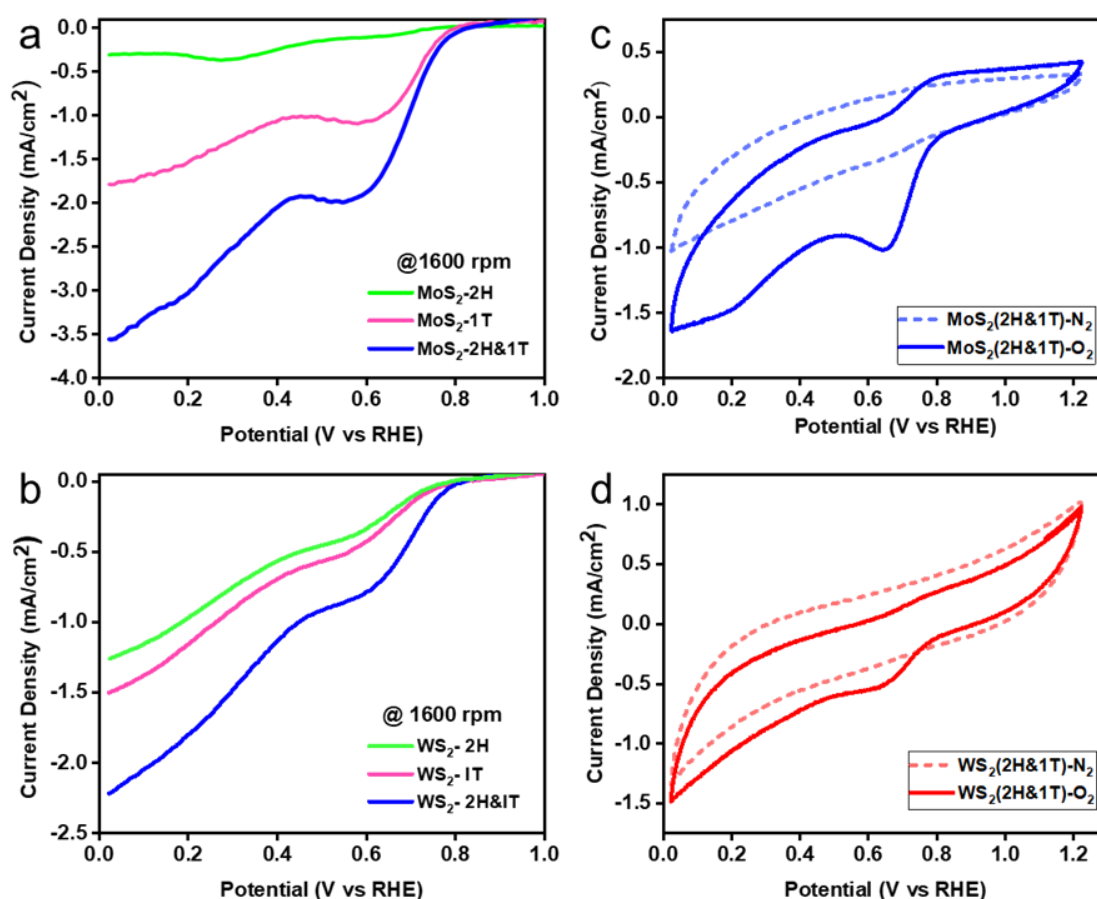 a
0.0
-0.5
-1.0
-1.5
-2.0
-2.5
-3.0
-3.5
-4.0
Current Density (mA/cm²)
@1600 rpm
MoS₂-2H
MoS₂-1T
MoS₂-2H&1T
0.0 0.2 0.4 0.6 0.8 1.0
Potential (V vs RHE)
c
0.5
0.0
-0.5
-1.0
-1.5
-2.0
Current Density (mA/cm²)
MoS₂(2H&1T)-N₂
MoS₂(2H&1T)-O₂
0.0 0.2 0.4 0.6 0.8 1.0 1.2
Potential (V vs RHE)
b
0.0
-0.5
-1.0
-1.5
-2.0
-2.5
Current Density (mA/cm²)
@ 1600 rpm
WS₂- 2H
WS₂- IT
WS₂- 2H&IT
0.0 0.2 0.4 0.6 0.8 1.0
Potential (V vs RHE)
d
1.0
0.5
0.0
-0.5
-1.0
-1.5
Current Density (mA/cm²)
WS₂(2H&1T)-N₂
WS₂(2H&1T)-O₂
0.0 0.2 0.4 0.6 0.8 1.0 1.2
Potential (V vs RHE)